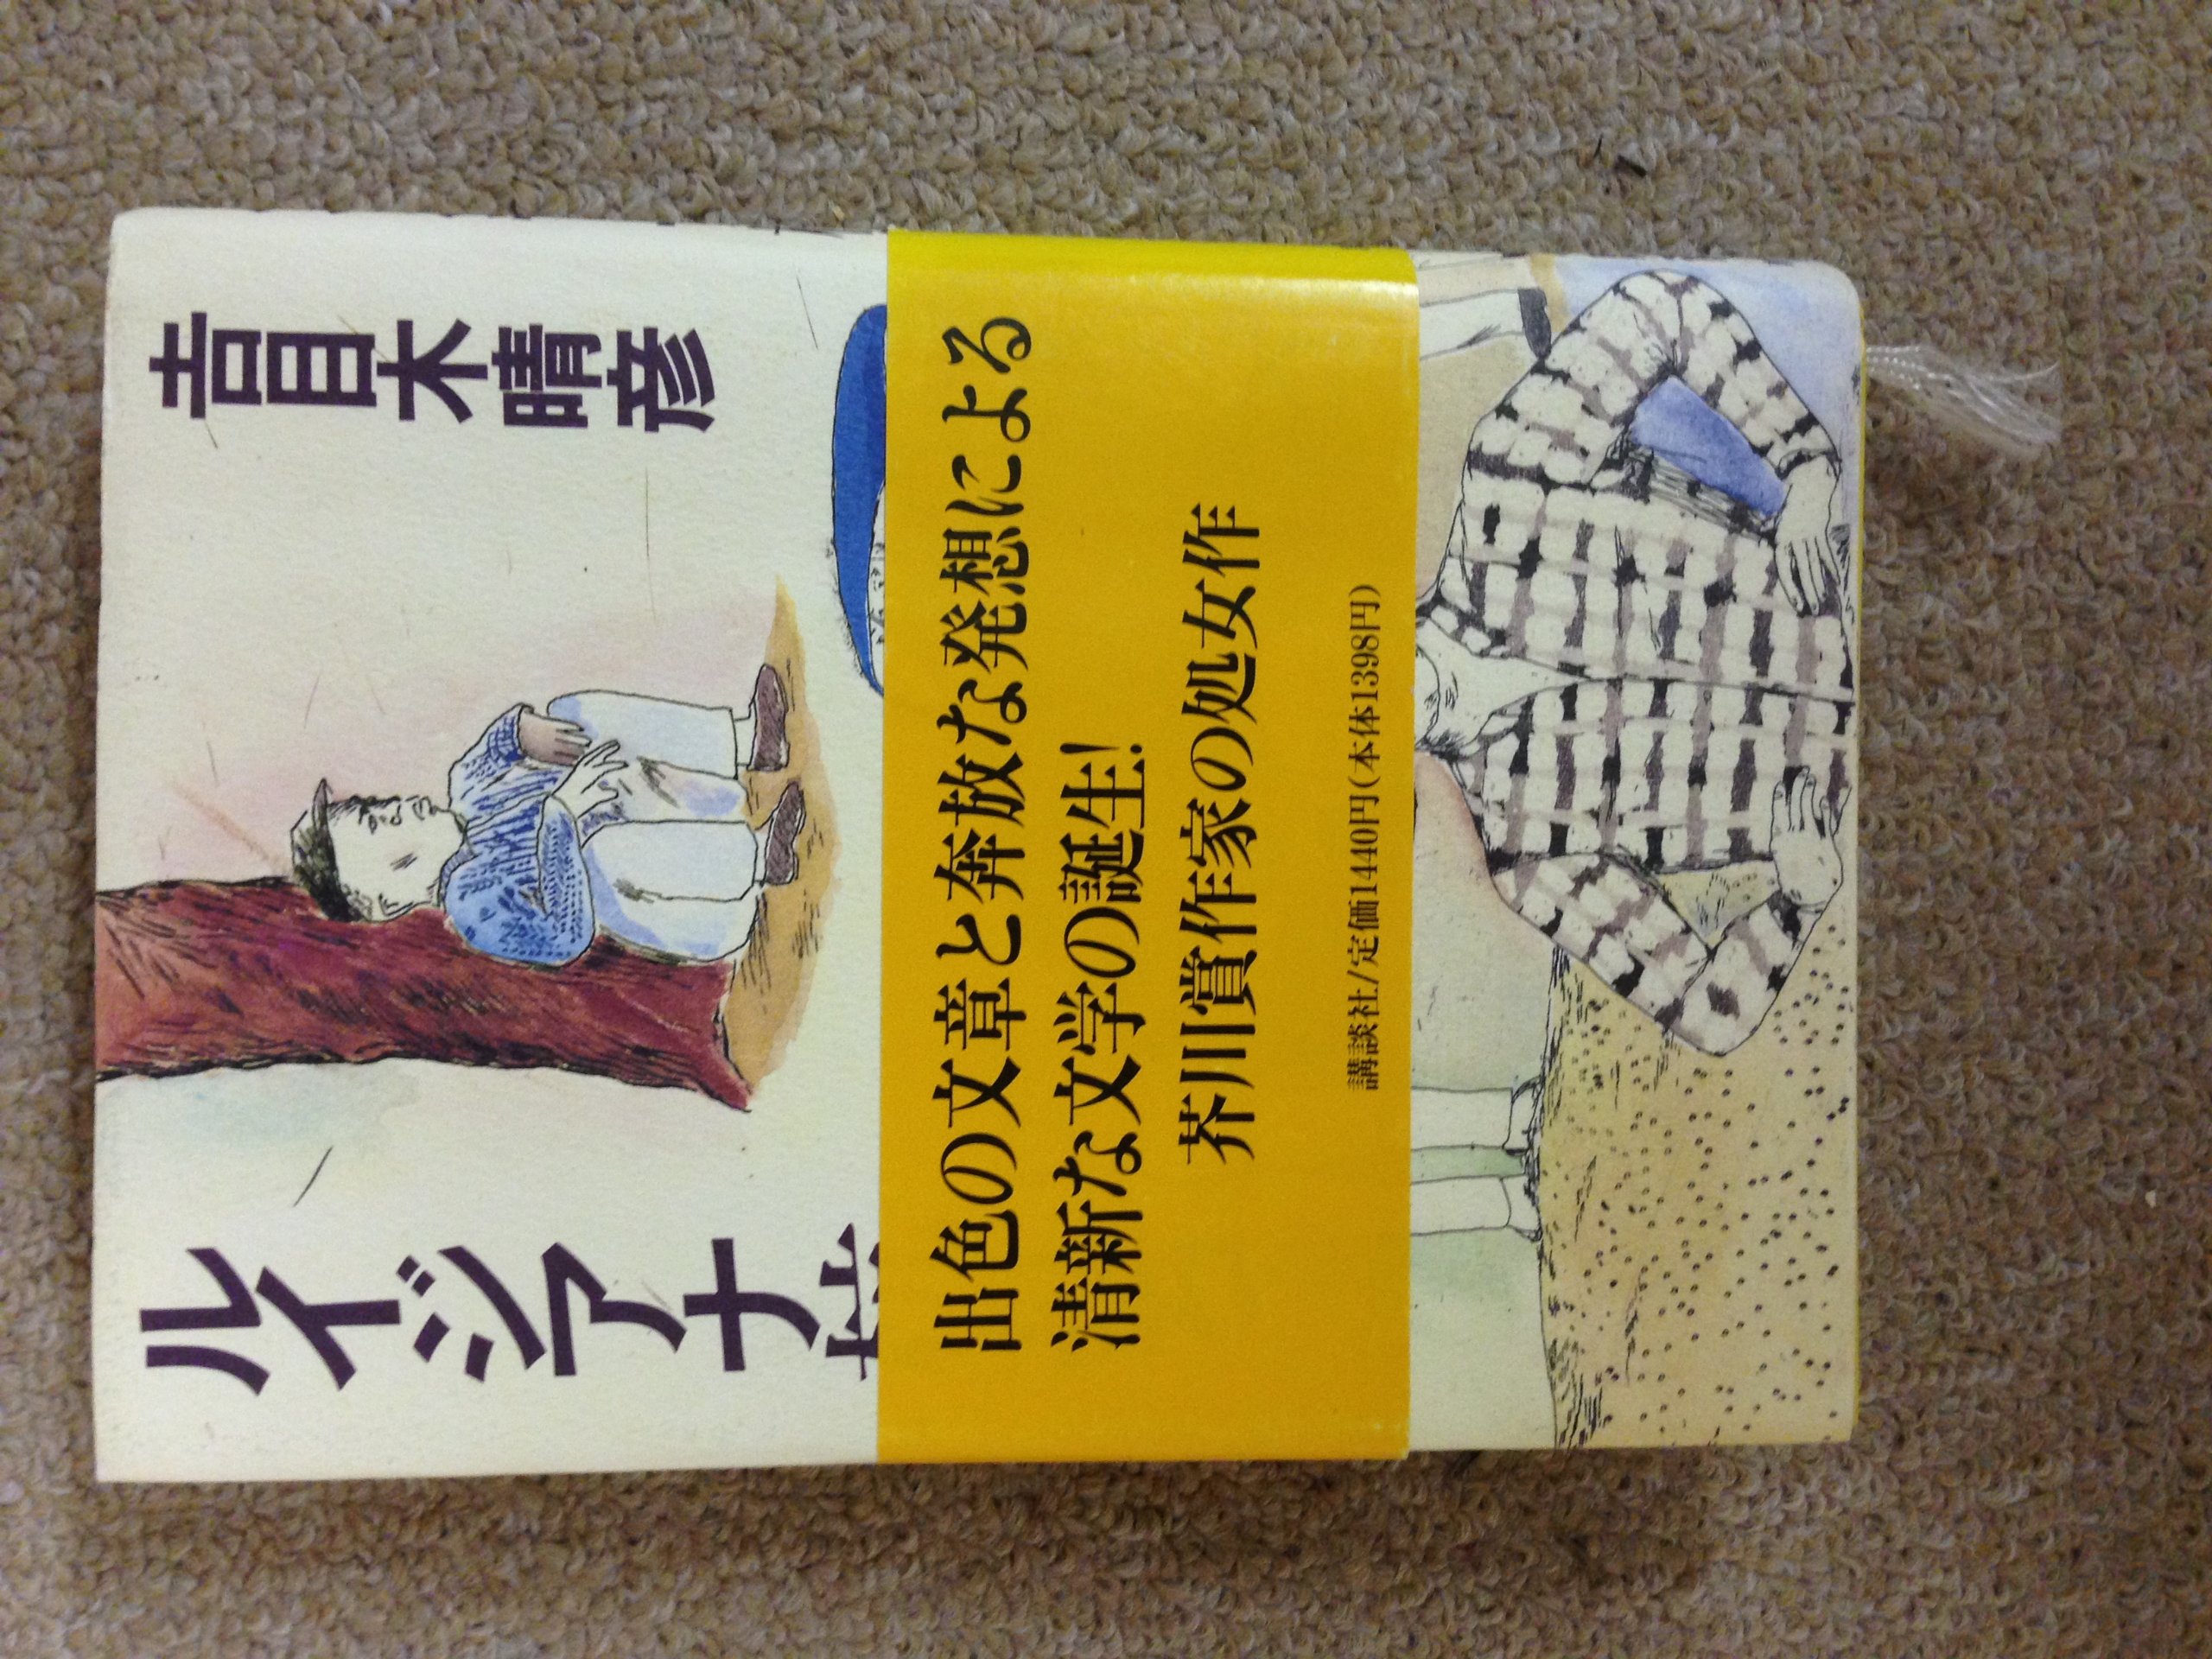 ルイジアナ
吉目木晴彦
出色の文章と奔放な発想による
清新な文学の誕生!
芥川賞作家の処女作
講談社/定価1440円(本体1398円)